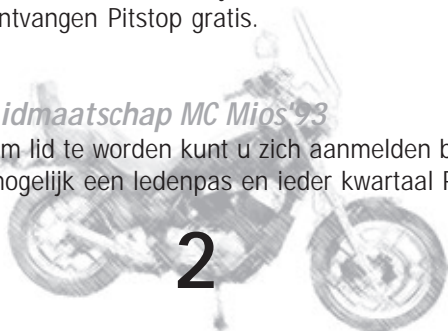 ntvangen Pitstop gratis.
idmaatschap MC Mios'93
m lid te worden kunt u zich aanmelden b
ogelijk een ledenpas en ieder kwartaal P
2